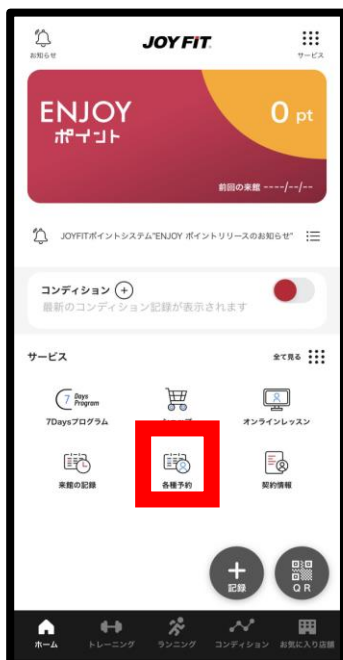 JOYFIT
お知らせ
サービス
ENJOY
ポイント
0 pt
前回の来館 ----/--/--
JOYFITポイントシステム"ENJOY ポイントリリースのお知らせ"
コンディション
最新のコンディション記録が表示されます
サービス
全て見る
7 Days Program
7Daysプログラム
オンラインレッスン
来館の記録
各種予約
契約情報
記録
QR
ホーム
トレーニング
ランニング
コンディション
お気に入り店舗